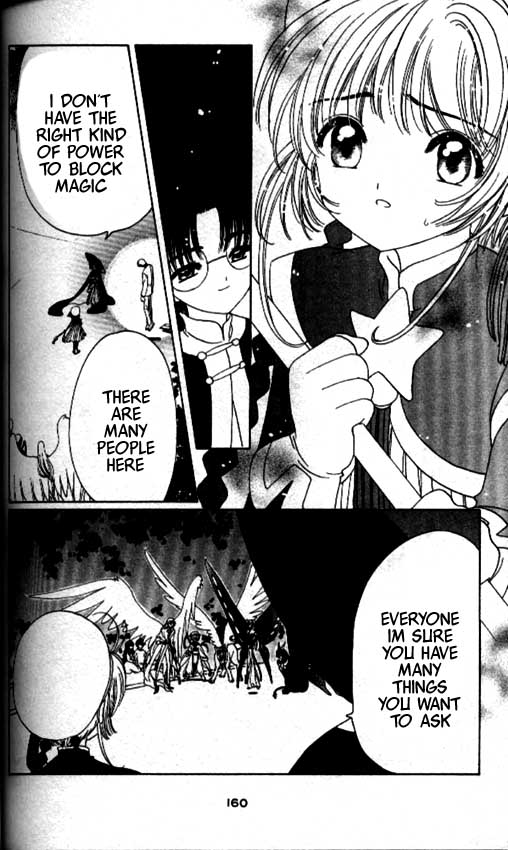 I DON'T
HAVE THE
RIGHT KIND
OF POWER
TO BLOCK
MAGIC
THERE
ARE
MANY
PEOPLE
HERE
EVERYONE
IM SURE
YOU HAVE
MANY
THINGS
YOU WANT
TO ASK
160